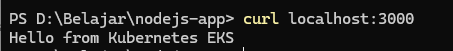 PS D:\Belajar\nodejs-app> curl localhost:3000
Hello from Kubernetes EKS